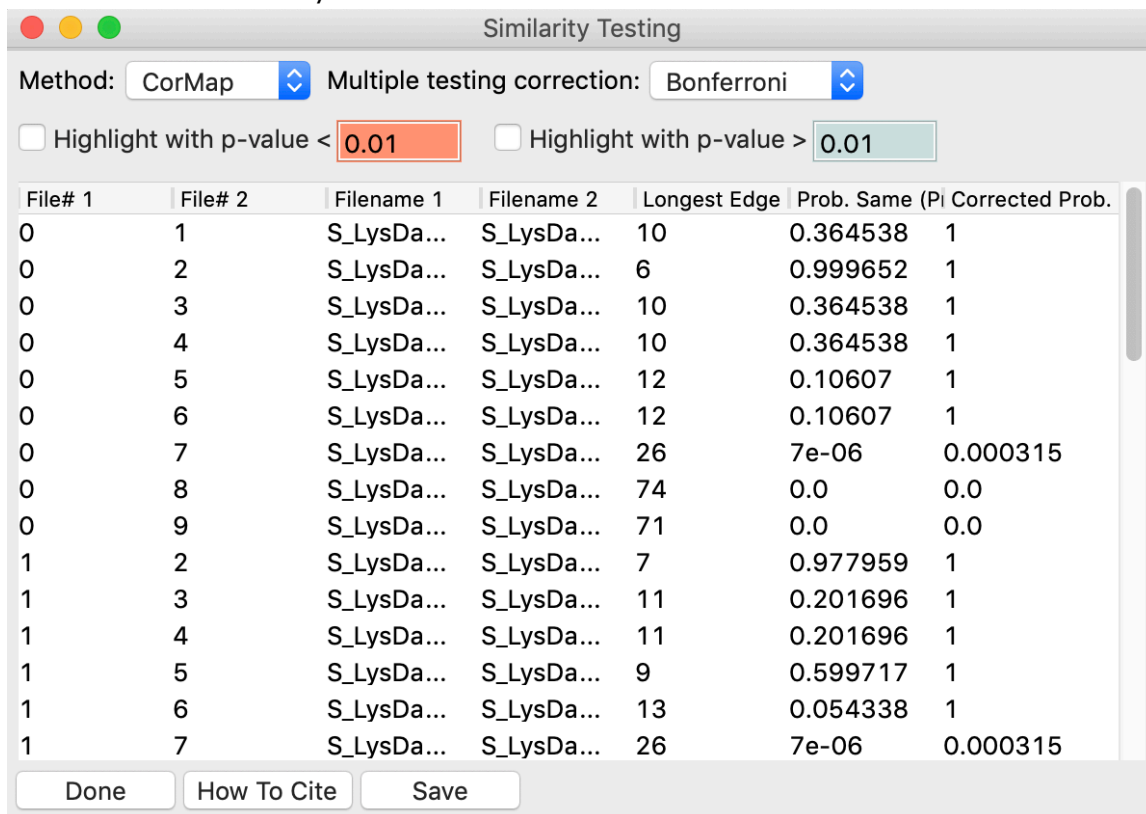 Similarity Testing
Method: CorMap Multiple testing correction: Bonferroni
Highlight with p-value < 0.01 Highlight with p-value > 0.01
File# 1 File# 2 Filename 1 Filename 2 Longest Edge Prob. Same (Pr Corrected Prob.
0 1 S_LysDa... S_LysDa... 10 0.364538 1
0 2 S_LysDa... S_LysDa... 6 0.999652 1
0 3 S_LysDa... S_LysDa... 10 0.364538 1
0 4 S_LysDa... S_LysDa... 10 0.364538 1
0 5 S_LysDa... S_LysDa... 12 0.10607 1
0 6 S_LysDa... S_LysDa... 12 0.10607 1
0 7 S_LysDa... S_LysDa... 26 7e-06 0.000315
0 8 S_LysDa... S_LysDa... 74 0.0 0.0
0 9 S_LysDa... S_LysDa... 71 0.0 0.0
1 2 S_LysDa... S_LysDa... 7 0.977959 1
1 3 S_LysDa... S_LysDa... 11 0.201696 1
1 4 S_LysDa... S_LysDa... 11 0.201696 1
1 5 S_LysDa... S_LysDa... 9 0.599717 1
1 6 S_LysDa... S_LysDa... 13 0.054338 1
1 7 S_LysDa... S_LysDa... 26 7e-06 0.000315
Done How To Cite Save